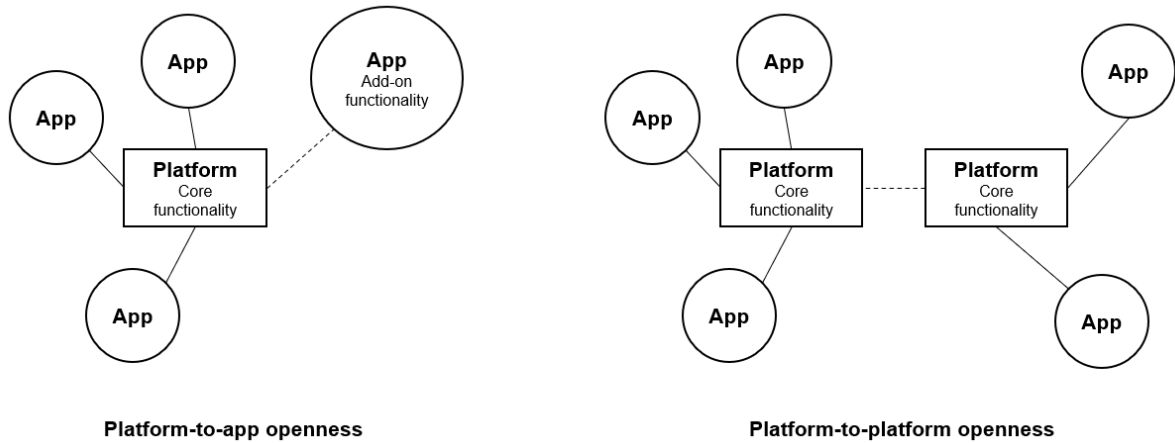 App
App
App
Add-on
functionality
Platform
Core
functionality
App
Platform-to-app openness
App
App
App
Platform
Core
functionality
Platform
Core
functionality
App
App
Platform-to-platform openness